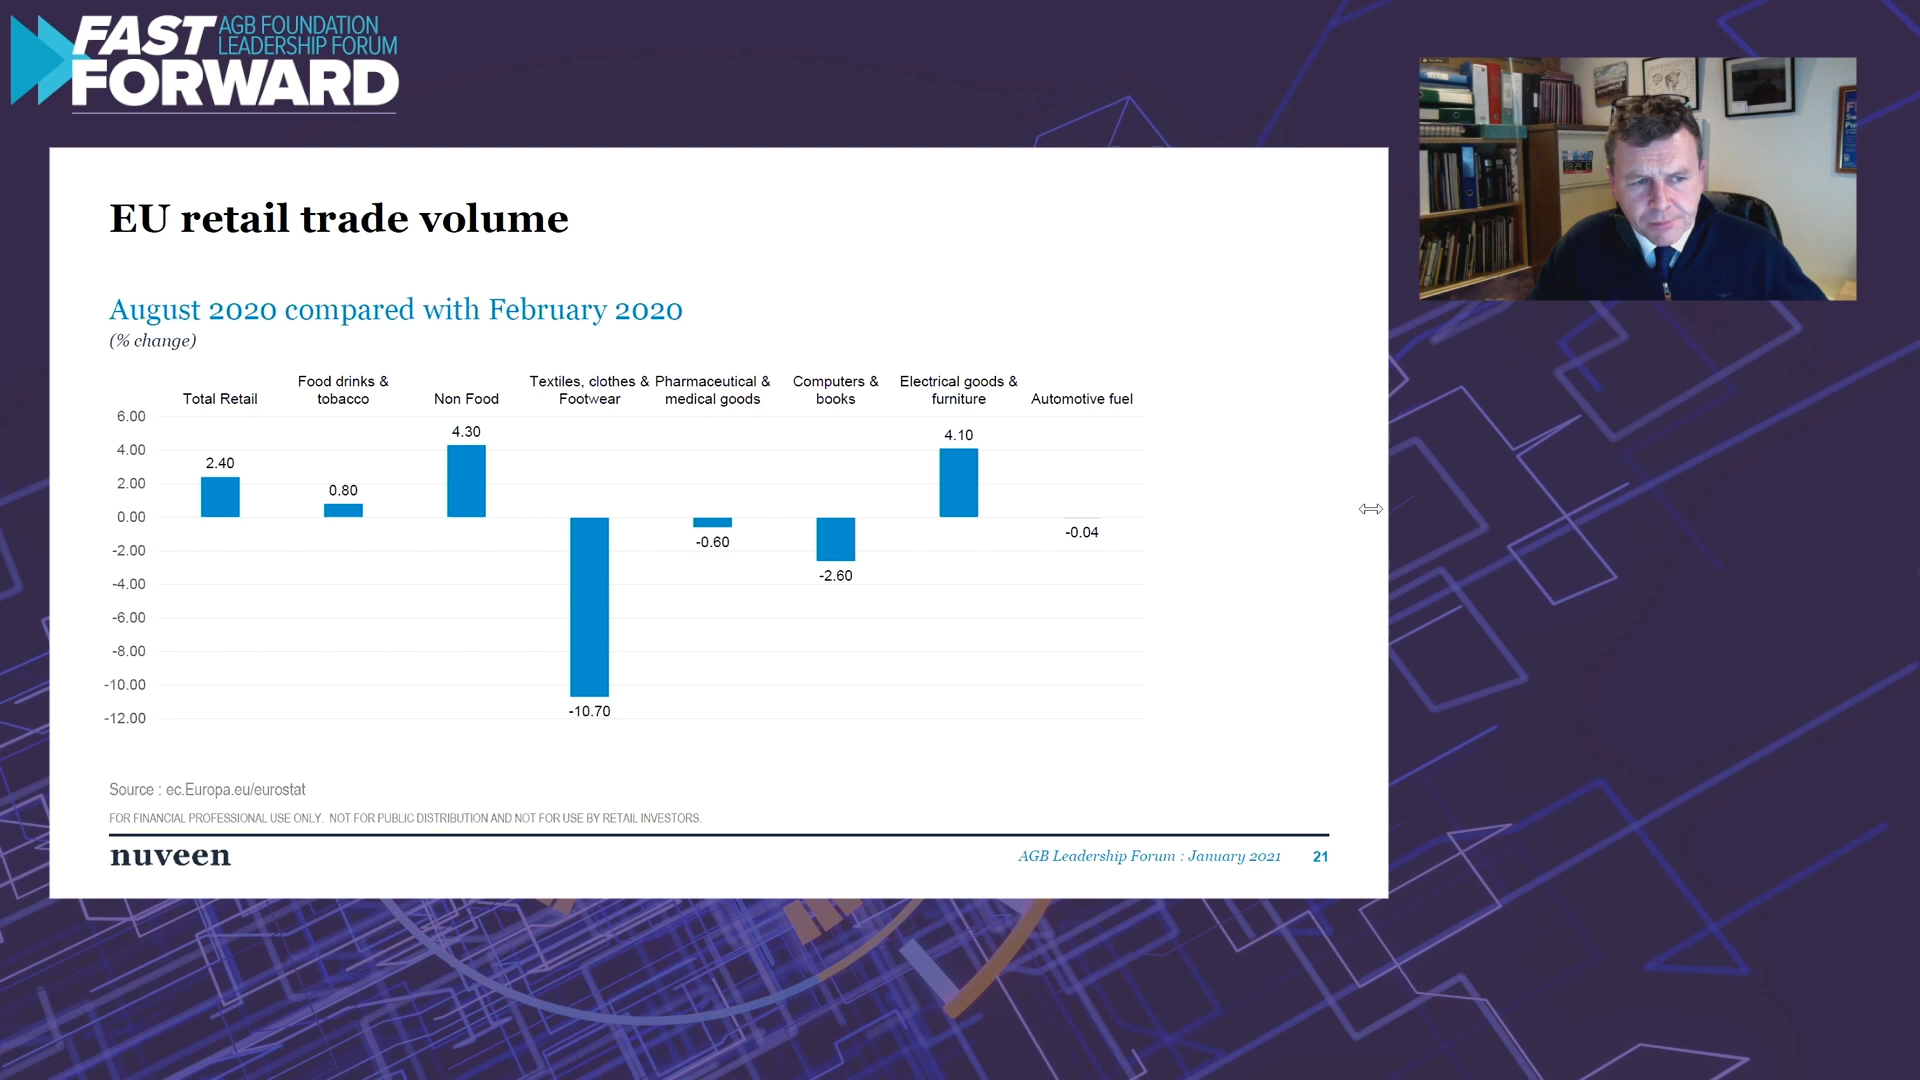 FAST
AGB FOUNDATION
LEADERSHIP FORUM
FORWARD
EU retail trade volume
August 2020 compared with February 2020
(% change)
Total Retail
Food drinks &
tobacco
Non Food
Textiles, clothes &
Footwear
Pharmaceutical &
medical goods
Computers &
books
Electrical goods &
furniture
Automotive fuel
6.00
4.00
2.00
0.00
-2.00
-4.00
-6.00
-8.00
-10.00
-12.00
2.40
0.80
4.30
-10.70
-0.60
-2.60
4.10
-0.04
Source : ec.Europa.eu/eurostat
FOR FINANCIAL PROFESSIONAL USE ONLY. NOT FOR PUBLIC DISTRIBUTION AND NOT FOR USE BY RETAIL INVESTORS.
nuveen
AGB Leadership Forum : January 2021
21